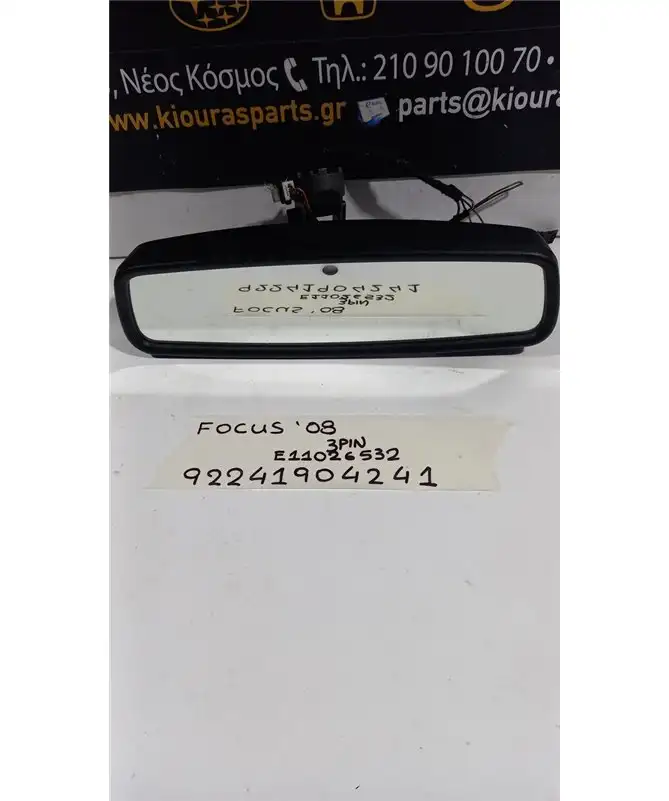 , Νέος Κόσμος Τηλ.: 210 90 100 70 •
www.kiourasparts.gr parts@kioura
FOCUS '08
3PIN
E11026532
92241904241